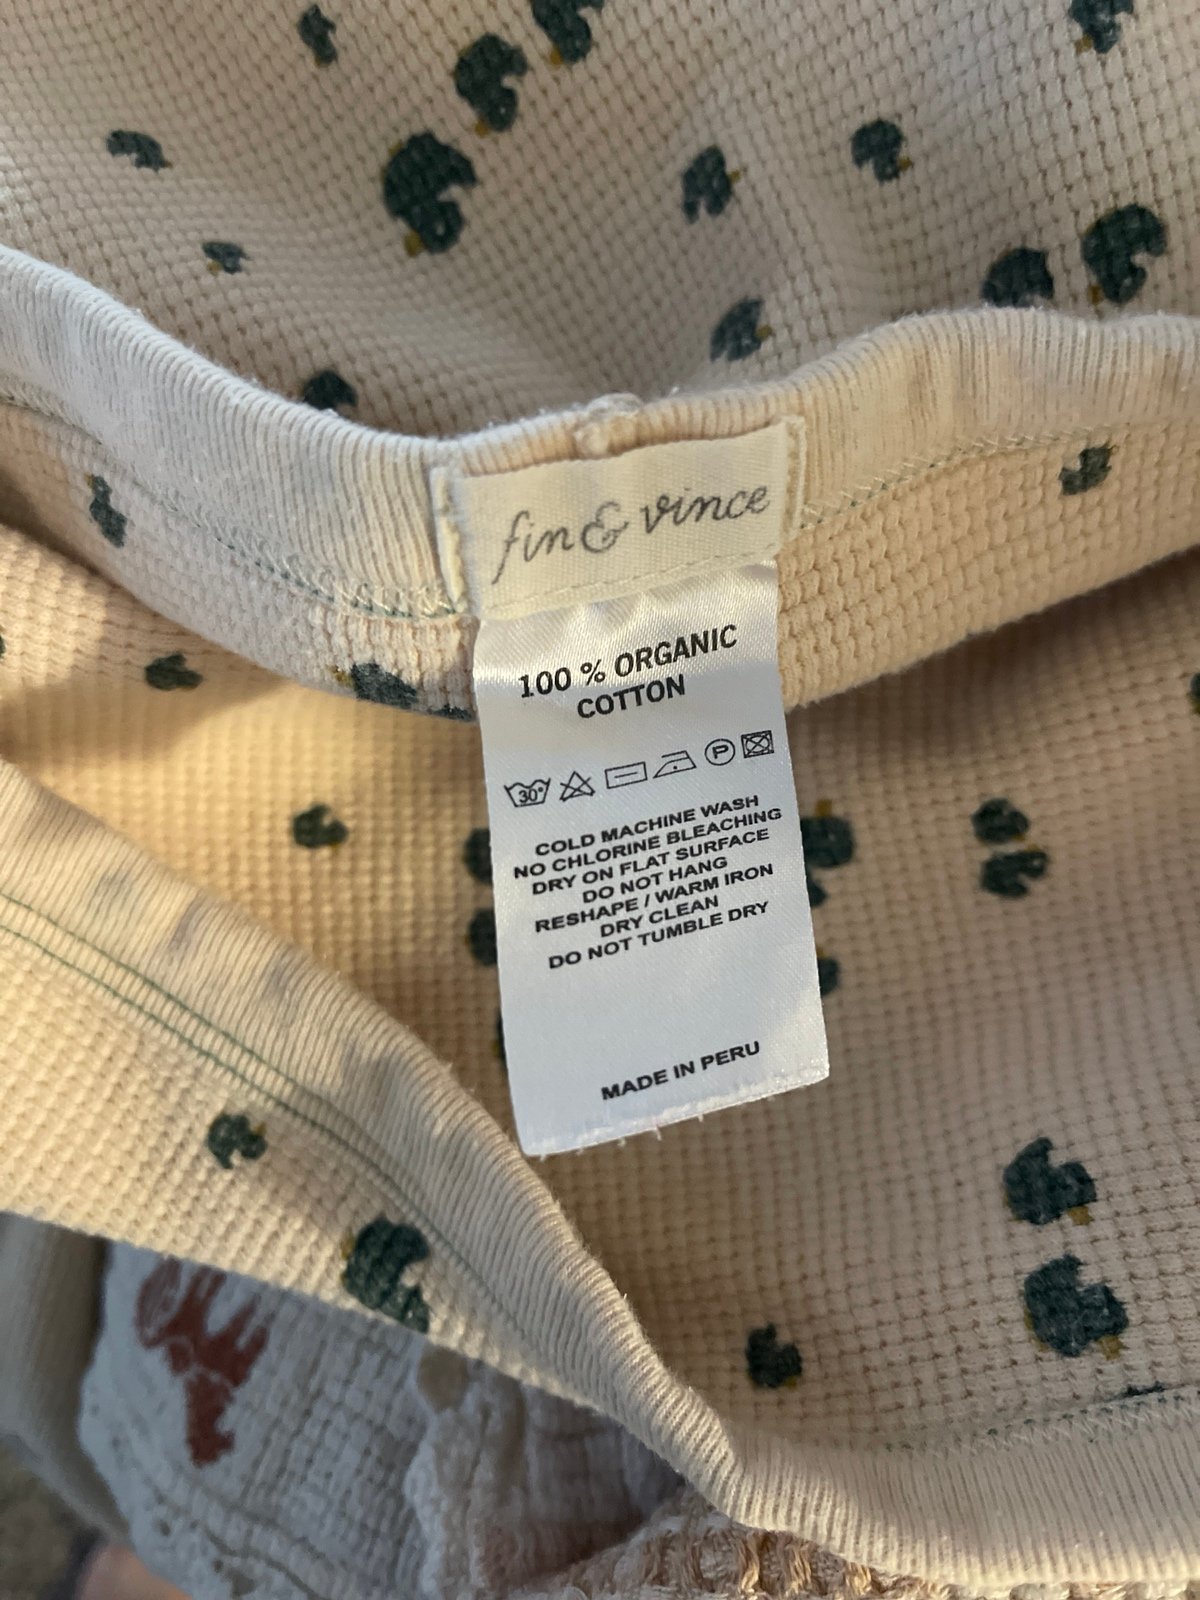 fin & vince
100 % ORGANIC
COTTON
30°
P
COLD MACHINE WASH
NO CHLORINE BLEACHING
DRY ON FLAT SURFACE
DO NOT HANG
RESHAPE / WARM IRON
DRY CLEAN
DO NOT TUMBLE DRY
MADE IN PERU